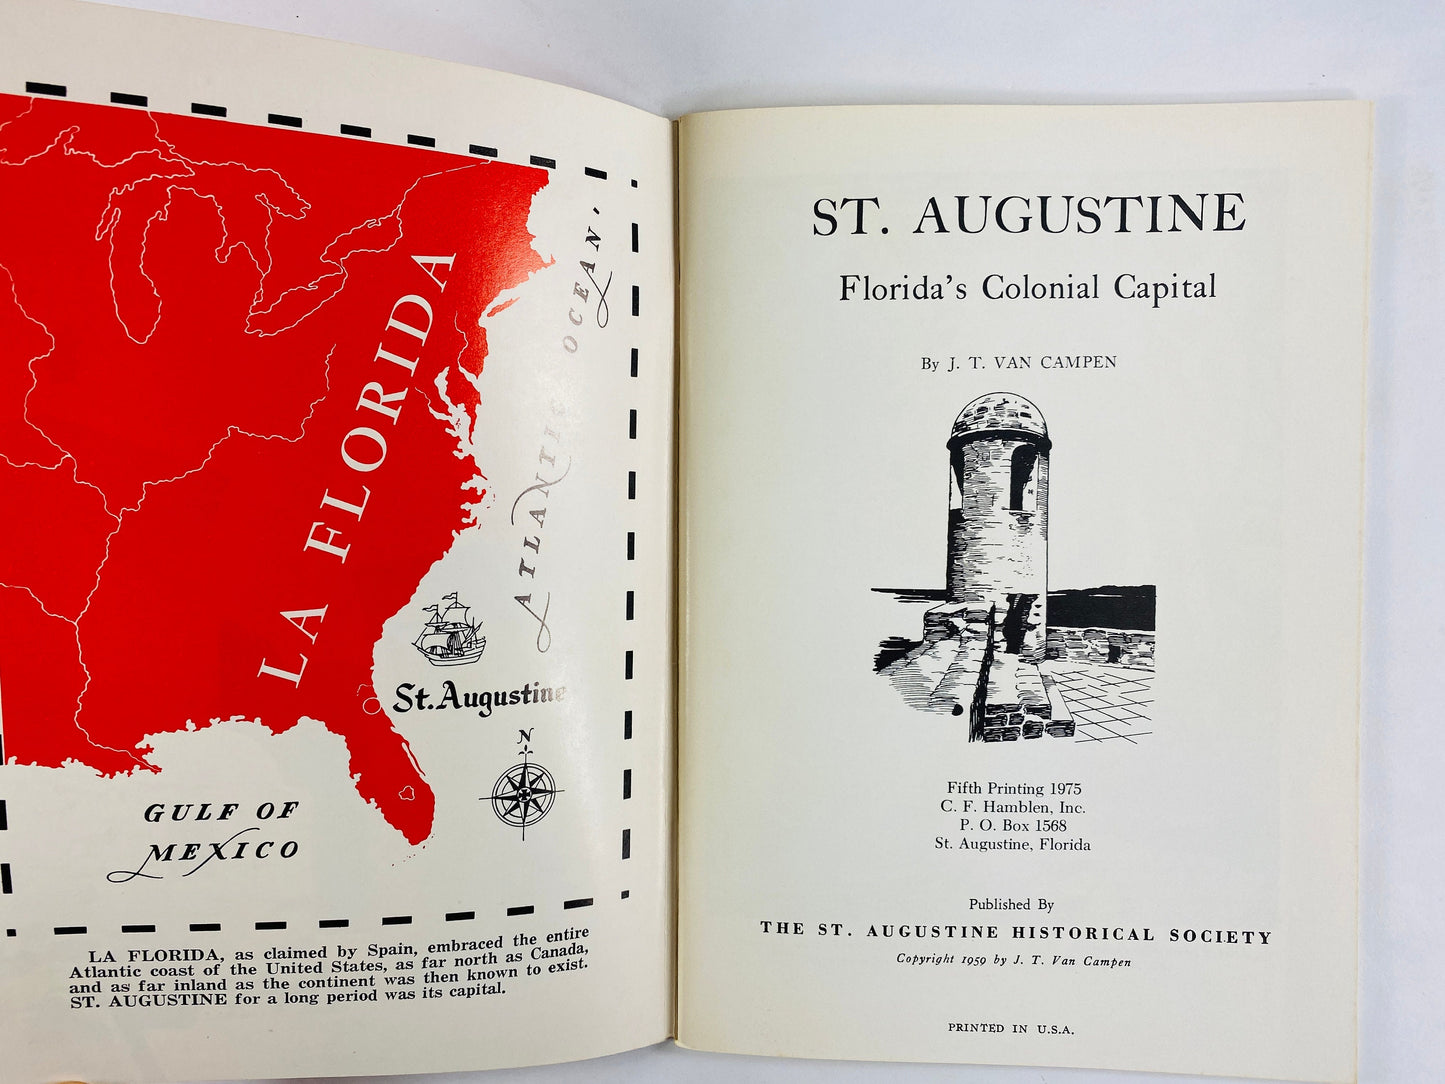 LA FLORIDA
ATLANTIC OCEAN
St. Augustine
N
GULF OF
MEXICO
LA FLORIDA, as claimed by Spain, embraced the entire
Atlantic coast of the United States, as far north as Canada,
and as far inland as the continent was then known to exist.
ST. AUGUSTINE for a long period was its capital.
ST. AUGUSTINE
Florida's Colonial Capital
By J. T. VAN CAMPEN
Fifth Printing 1975
C. F. Hamblen, Inc.
P. O. Box 1568
St. Augustine, Florida
Published By
THE ST. AUGUSTINE HISTORICAL SOCIETY
Copyright 1959 by J. T. Van Campen
PRINTED IN U.S.A.